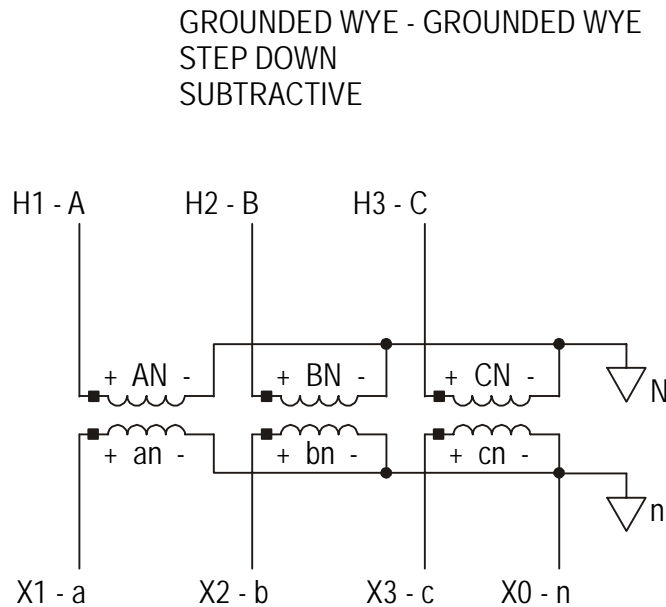 GROUNDED WYE - GROUNDED WYE
STEP DOWN
SUBTRACTIVE
H1 - A H2 - B H3 - C
+ AN - + BN - + CN -
N
+ an - + bn - + cn -
n
X1 - a X2 - b X3 - c X0 - n